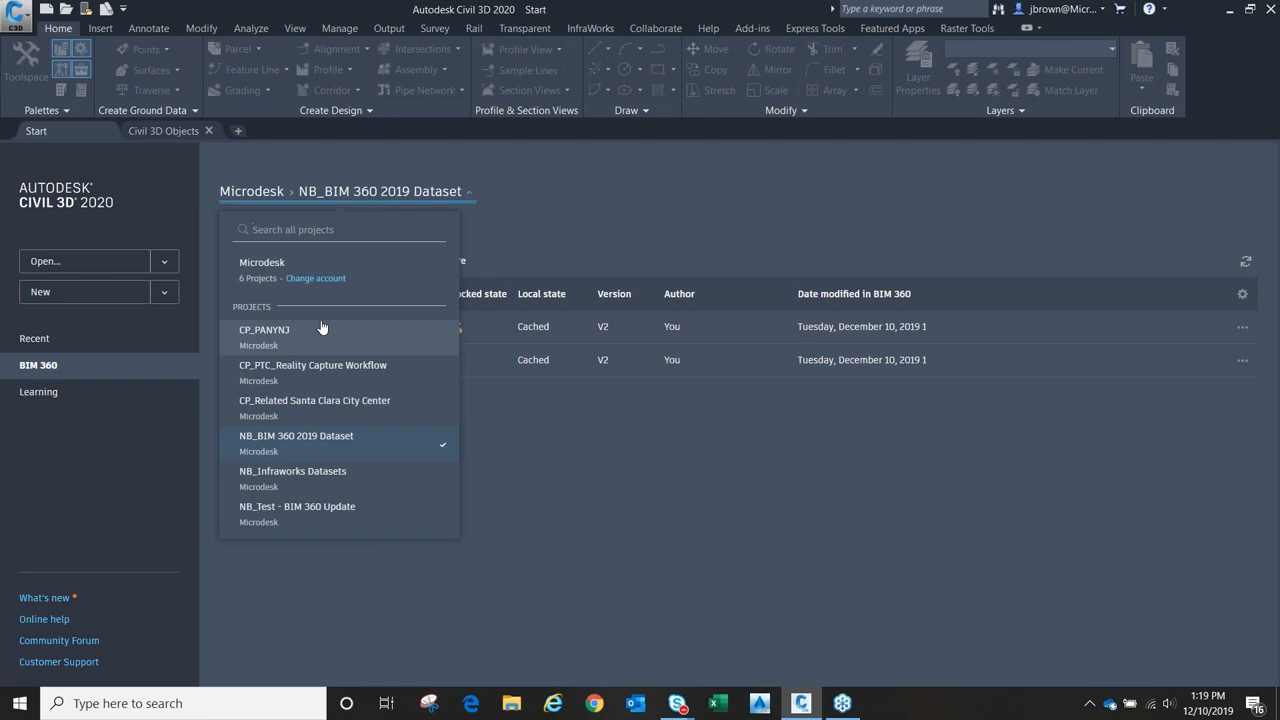 Autodesk Civil 3D 2020 Start
Type a keyword or phrase
jbrown@Micr...
C3D
Home Insert Annotate Modify Analyze View Manage Output Survey Rail Transparent InfraWorks Collaborate Help Add-ins Express Tools Featured Apps Raster Tools
Toolspace
Points
Surfaces
Traverse
Parcel
Feature Line
Grading
Alignment
Profile
Corridor
Intersections
Assembly
Pipe Network
Profile View
Sample Lines
Section Views
Move
Copy
Stretch
Rotate
Mirror
Scale
Trim
Fillet
Array
Layer
Properties
Make Current
Match Layer
Paste
Palettes
Create Ground Data
Create Design
Profile & Section Views
Draw
Modify
Layers
Clipboard
Start
Civil 3D Objects
AUTODESK®
CIVIL 3D® 2020
Open...
New
Recent
BIM 360
Learning
What's new
Online help
Community Forum
Customer Support
Microdesk › NB_BIM 360 2019 Dataset
Search all projects
Microdesk
6 Projects - Change account
PROJECTS
CP_PANYNJ
Microdesk
CP_PTC_Reality Capture Workflow
Microdesk
CP_Related Santa Clara City Center
Microdesk
NB_BIM 360 2019 Dataset
Microdesk
NB_Infraworks Datasets
Microdesk
NB_Test - BIM 360 Update
Microdesk
re
ocked state Local state Version Author Date modified in BIM 360
Cached V2 You Tuesday, December 10, 2019 1
Cached V2 You Tuesday, December 10, 2019 1
Type here to search
1:19 PM
12/10/2019
16